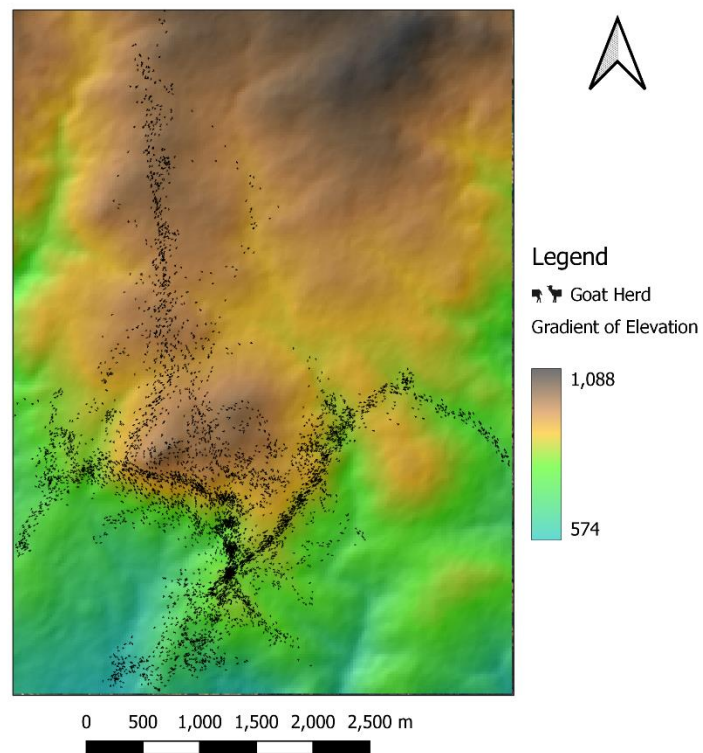 Legend
Goat Herd
Gradient of Elevation
1,088
574
0 500 1,000 1,500 2,000 2,500 m